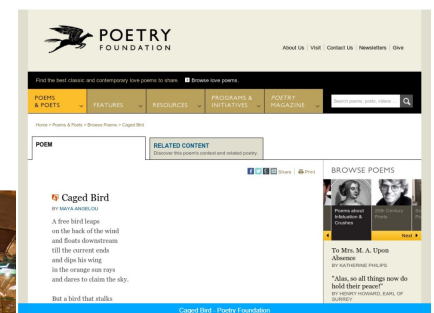 POETRY
FOUNDATION
About Us | Visit | Contact Us | Newsletters | Give
Find the best classic and contemporary love poems to share. Browse love poems.
POEMS & POETS
FEATURES
RESOURCES
PROGRAMS & INITIATIVES
POETRY MAGAZINE
Search poems, poets, videos ...
Home > Poems & Poets > Browse Poems > Caged Bird
POEM
RELATED CONTENT
Discover this poem's context and related poetry.
Share
Print
Caged Bird
BY MAYA ANGELOU
A free bird leaps
on the back of the wind
and floats downstream
till the current ends
and dips his wing
in the orange sun rays
and dares to claim the sky.
But a bird that stalks
BROWSE POEMS
Poems about
Infatuation &
Crushes
20th Century
Poets
Next
To Mrs. M. A. Upon
Absence
BY KATHERINE PHILIPS
"Alas, so all things now do
hold their peace!"
BY HENRY HOWARD, EARL OF
SURREY
Caged Bird - Poetry Foundation